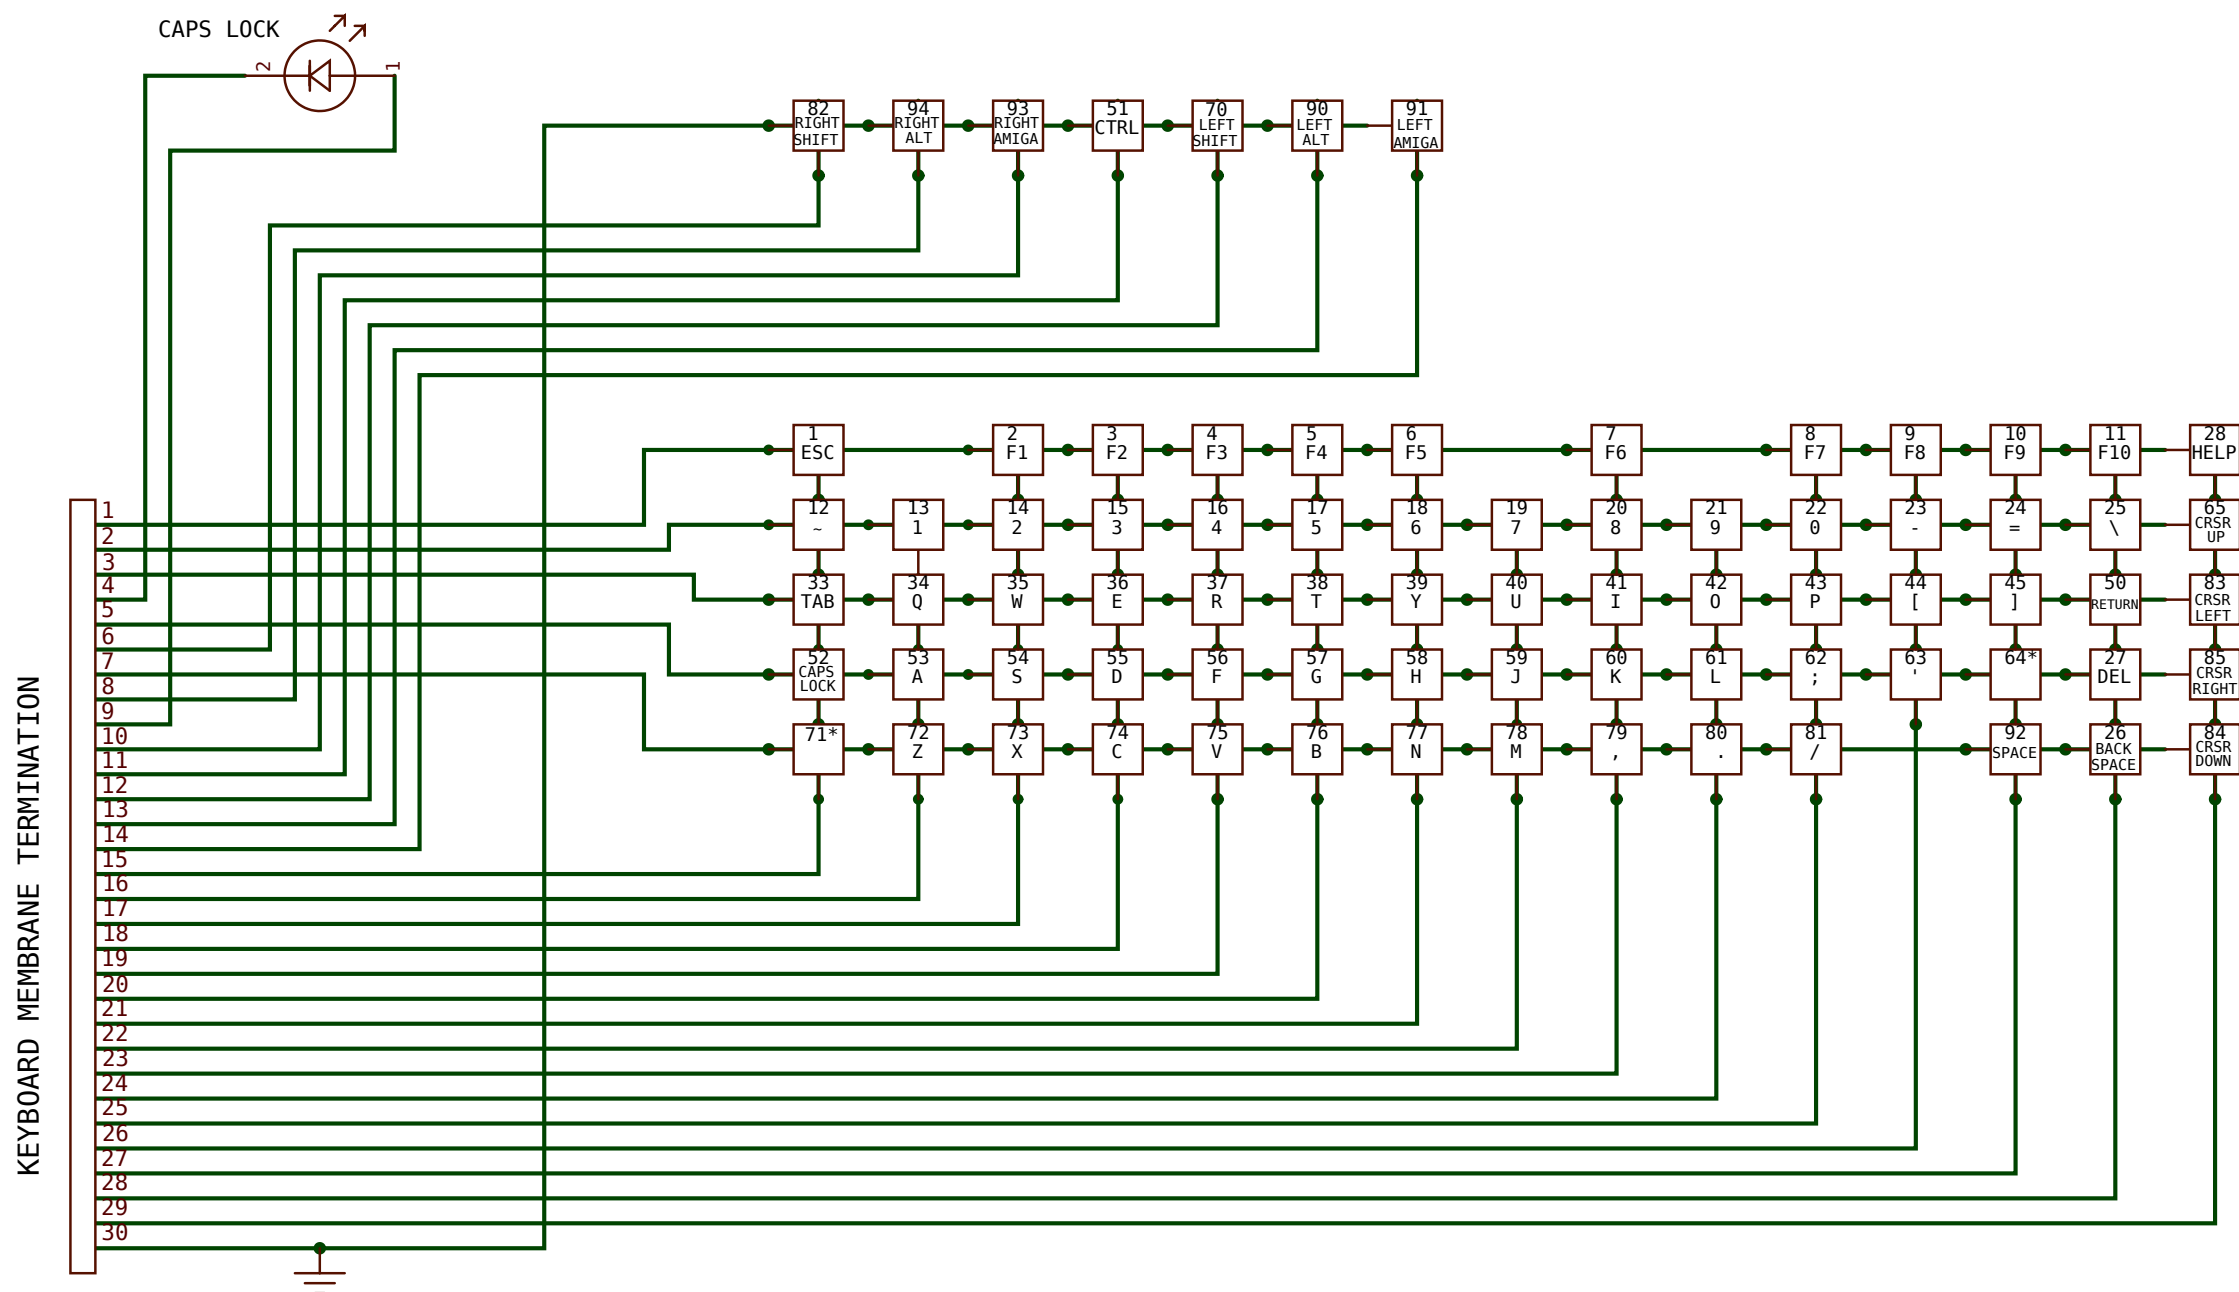 CAPS LOCK
2
1
82
RIGHT
SHIFT
94
RIGHT
ALT
93
RIGHT
AMIGA
51
CTRL
70
LEFT
SHIFT
90
LEFT
ALT
91
LEFT
AMIGA
1
ESC
2
F1
3
F2
4
F3
5
F4
6
F5
7
F6
8
F7
9
F8
10
F9
11
F10
28
HELP
12
~
13
1
14
2
15
3
16
4
17
5
18
6
19
7
20
8
21
9
22
0
23
-
24
=
25
\
65
CRSR
UP
33
TAB
34
Q
35
W
36
E
37
R
38
T
39
Y
40
U
41
I
42
O
43
P
44
[
45
]
50
RETURN
83
CRSR
LEFT
52
CAPS
LOCK
53
A
54
S
55
D
56
F
57
G
58
H
59
J
60
K
61
L
62
;
63
'
64*
27
DEL
85
CRSR
RIGHT
71*
72
Z
73
X
74
C
75
V
76
B
77
N
78
M
79
,
80
.
81
/
92
SPACE
26
BACK
SPACE
84
CRSR
DOWN
KEYBOARD MEMBRANE TERMINATION
1
2
3
4
5
6
7
8
9
10
11
12
13
14
15
16
17
18
19
20
21
22
23
24
25
26
27
28
29
30